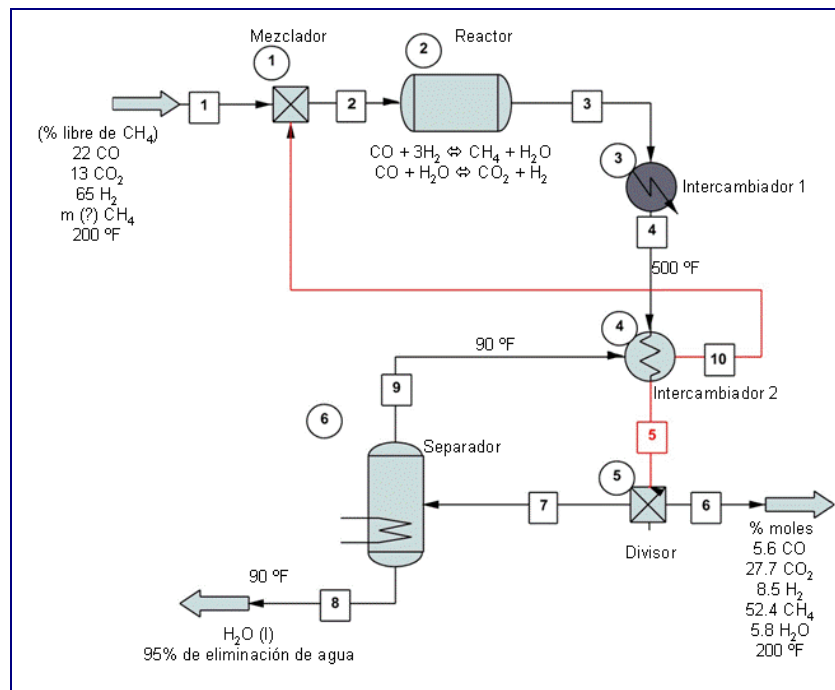 Mezclador
Reactor
1
2
1
2
3
(% libre de CH₄)
22 CO
13 CO₂
65 H₂
m (?) CH₄
200 ºF
CO + 3H₂ ⇔ CH₄ + H₂O
CO + H₂O ⇔ CO₂ + H₂
3
Intercambiador 1
4
500 ºF
4
90 ºF
10
9
Intercambiador 2
6
Separador
5
5
7
6
Divisor
% moles
5.6 CO
27.7 CO₂
8.5 H₂
52.4 CH₄
5.8 H₂O
200 ºF
90 ºF
8
H₂O (l)
95% de eliminación de agua